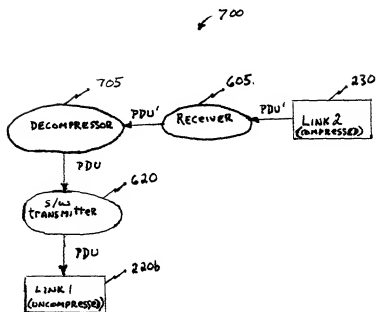 700
705
605.
230
DECOMPRESSOR
PDU'
RECEIVER
PDU'
LINK 2
(COMPRESSED)
PDU
620
S/W
transmitter
PDU
220b
LINK 1
(UNCOMPRESSED)